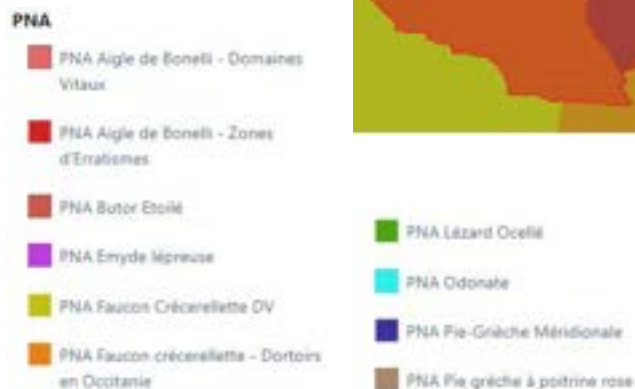 PNA
PNA Aigle de Bonelli - Domaines
Vitaux
PNA Aigle de Bonelli - Zones
d'Erratismes
PNA Butor Etoilé
PNA Emyde lépreuse
PNA Faucon Crécerellette DV
PNA Faucon crécerellette - Dortoirs
en Occitanie
PNA Lézard Ocellé
PNA Odonate
PNA Pie-Grièche Méridionale
PNA Pie grièche à poitrine rose